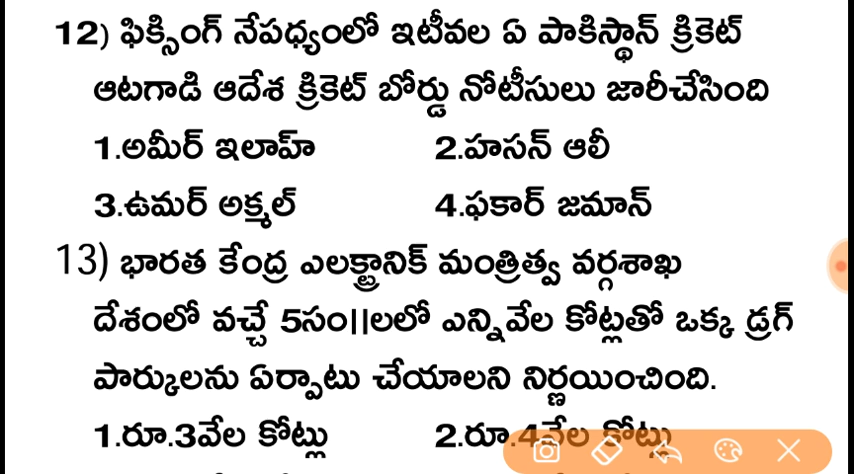 12) ఫిక్సింగ్ నేపధ్యంలో ఇటీవల ఏ పాకిస్థాన్ క్రికెట్
ఆటగాడి ఆదేశ క్రికెట్ బోర్డు నోటీసులు జారీచేసింది
1.అమీర్ ఇలాహ్ 2.హసన్ ఆలీ
3.ఉమర్ అక్మల్ 4.ఫకార్ జమాన్
13) భారత కేంద్ర ఎలక్ట్రానిక్ మంత్రిత్వ వర్గశాఖ
దేశంలో వచ్చే 5సం||లలో ఎన్నివేల కోట్లతో ఒక్క డ్రగ్
పార్కులను ఏర్పాటు చేయాలని నిర్ణయించింది.
1.రూ.3వేల కోట్లు 2.రూ.4వేల కోట్లు